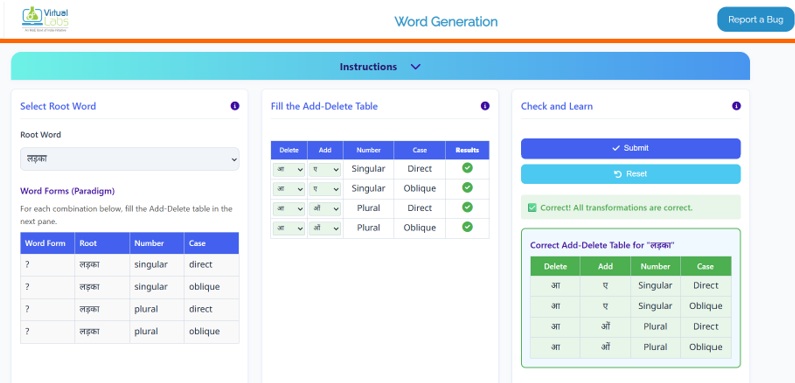 Virtual
Labs
Word Generation
Report a Bug
Instructions
Select Root Word
Root Word
लड़का
Word Forms (Paradigm)
For each combination below, fill the Add-Delete table in the
next pane.
Word Form Root Number Case
? लड़का singular direct
? लड़का singular oblique
? लड़का plural direct
? लड़का plural oblique
Fill the Add-Delete Table
Delete Add Number Case Results
आ ए Singular Direct
आ ए Singular Oblique
आ ओं Plural Direct
आ ओं Plural Oblique
Check and Learn
Submit
Reset
Correct! All transformations are correct.
Correct Add-Delete Table for "लड़का"
Delete Add Number Case
आ ए Singular Direct
आ ए Singular Oblique
आ ओं Plural Direct
आ ओं Plural Oblique